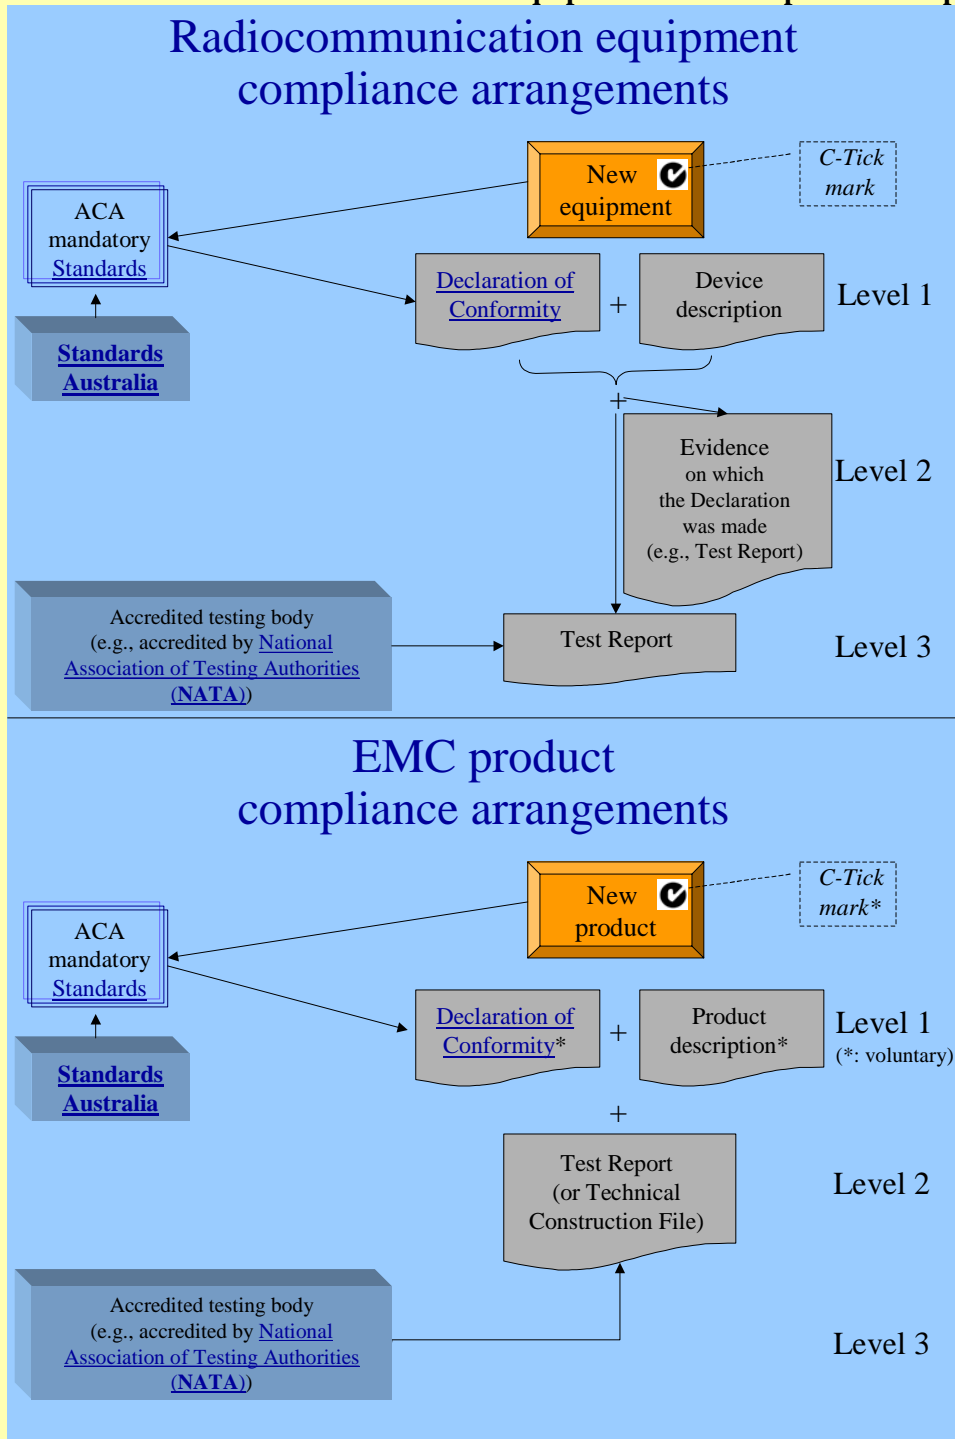 Radiocommunication equipment
compliance arrangements
New
equipment
C-Tick
mark
ACA
mandatory
Standards
Declaration of
Conformity
+
Device
description
Level 1
Standards
Australia
+
Evidence
on which
the Declaration
was made
(e.g., Test Report)
Level 2
Accredited testing body
(e.g., accredited by National
Association of Testing Authorities
(NATA))
Test Report
Level 3
EMC product
compliance arrangements
New
product
C-Tick
mark*
ACA
mandatory
Standards
Declaration of
Conformity*
+
Product
description*
Level 1
(*: voluntary)
Standards
Australia
+
Test Report
(or Technical
Construction File)
Level 2
Accredited testing body
(e.g., accredited by National
Association of Testing Authorities
(NATA))
Level 3